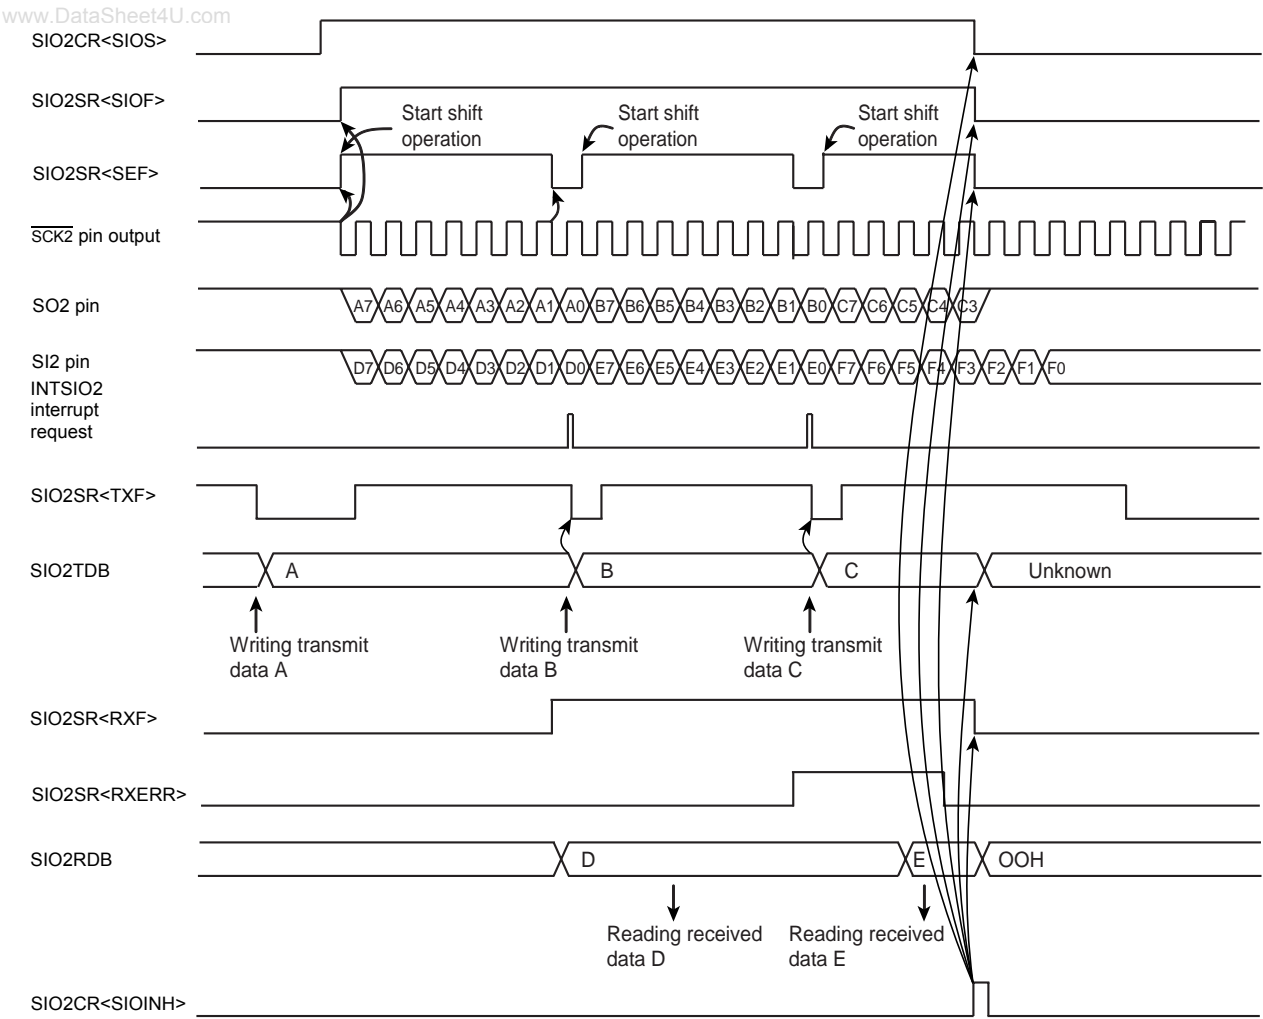 www.DataSheet4U.com
SIO2CR<SIOS>
SIO2SR<SIOF>
Start shift
operation
Start shift
operation
Start shift
operation
SIO2SR<SEF>
SCK2 pin output
SO2 pin
A7 A6 A5 A4 A3 A2 A1 A0 B7 B6 B5 B4 B3 B2 B1 B0 C7 C6 C5 C4 C3
SI2 pin
D7 D6 D5 D4 D3 D2 D1 D0 E7 E6 E5 E4 E3 E2 E1 E0 F7 F6 F5 F4 F3 F2 F1 F0
INTSIO2
interrupt
request
SIO2SR<TXF>
SIO2TDB
A B C Unknown
Writing transmit
data A
Writing transmit
data B
Writing transmit
data C
SIO2SR<RXF>
SIO2SR<RXERR>
SIO2RDB
D E OOH
Reading received
data D
Reading received
data E
SIO2CR<SIOINH>